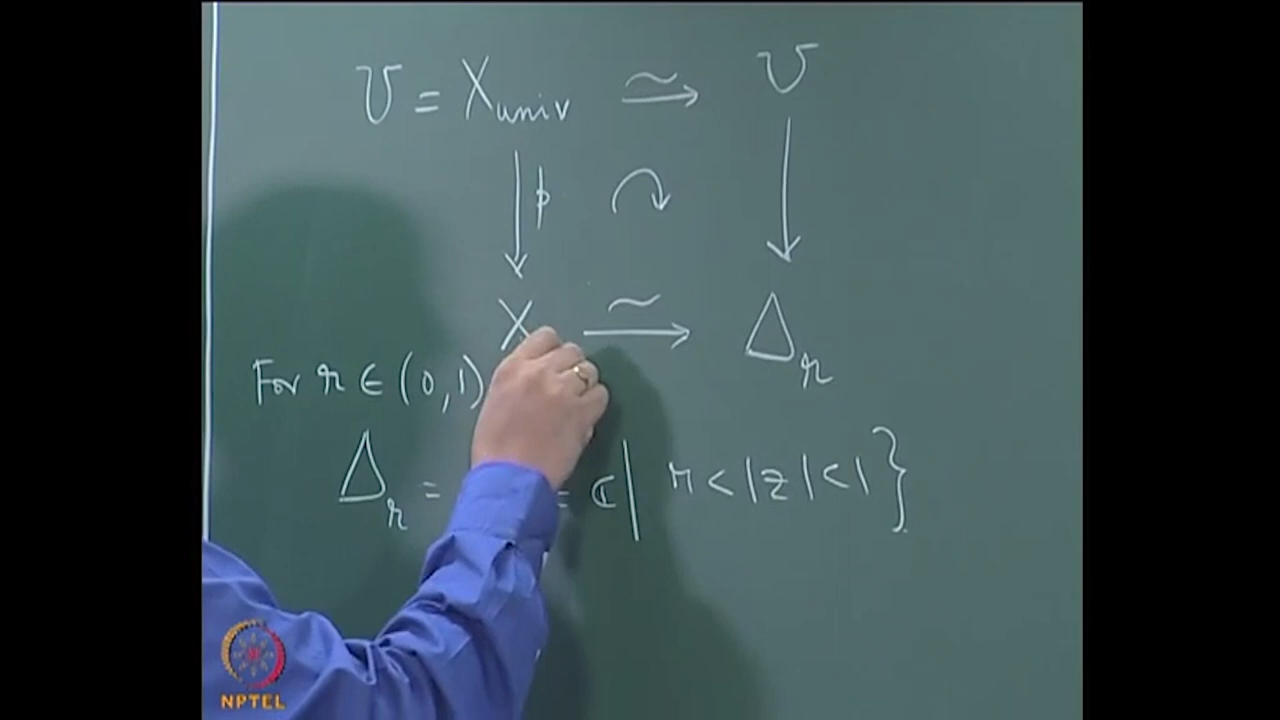 U = X_univ ≃→ U
↓ p ↷ ↓
X ∼→ Δ_r
For r ∈ (0,1)
Δ_r = ∈ ℂ | r < |z| < 1 }
NPTEL